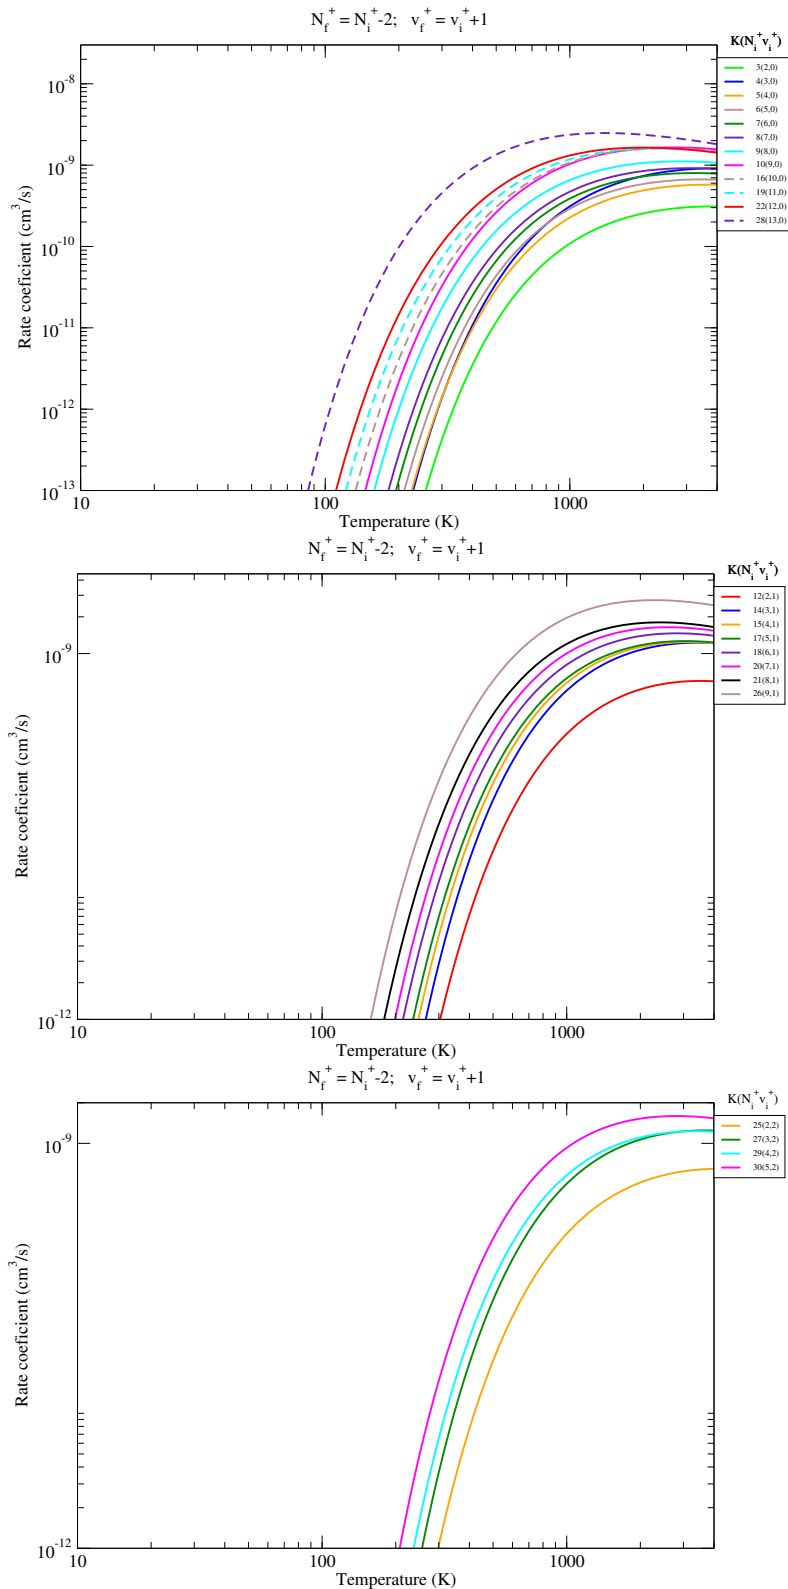 N_f^+ = N_i^+-2;   v_f^+ = v_i^+ +1
K(N_i^+ v_i^+)
3(2,0)
4(3,0)
5(4,0)
6(5,0)
7(6,0)
8(7,0)
9(8,0)
10(9,0)
16(10,0)
19(11,0)
22(12,0)
28(13,0)
Rate coeficient (cm^3/s)
10^-8
10^-9
10^-10
10^-11
10^-12
10^-13
10 100 1000
Temperature (K)
N_f^+ = N_i^+-2;   v_f^+ = v_i^+ +1
K(N_i^+ v_i^+)
12(2,1)
14(3,1)
15(4,1)
17(5,1)
18(6,1)
20(7,1)
21(8,1)
26(9,1)
Rate coeficient (cm^3/s)
10^-9
10^-12
10 100 1000
Temperature (K)
N_f^+ = N_i^+-2;   v_f^+ = v_i^+ +1
K(N_i^+ v_i^+)
25(2,2)
27(3,2)
29(4,2)
30(5,2)
Rate coeficient (cm^3/s)
10^-9
10^-12
10 100 1000
Temperature (K)